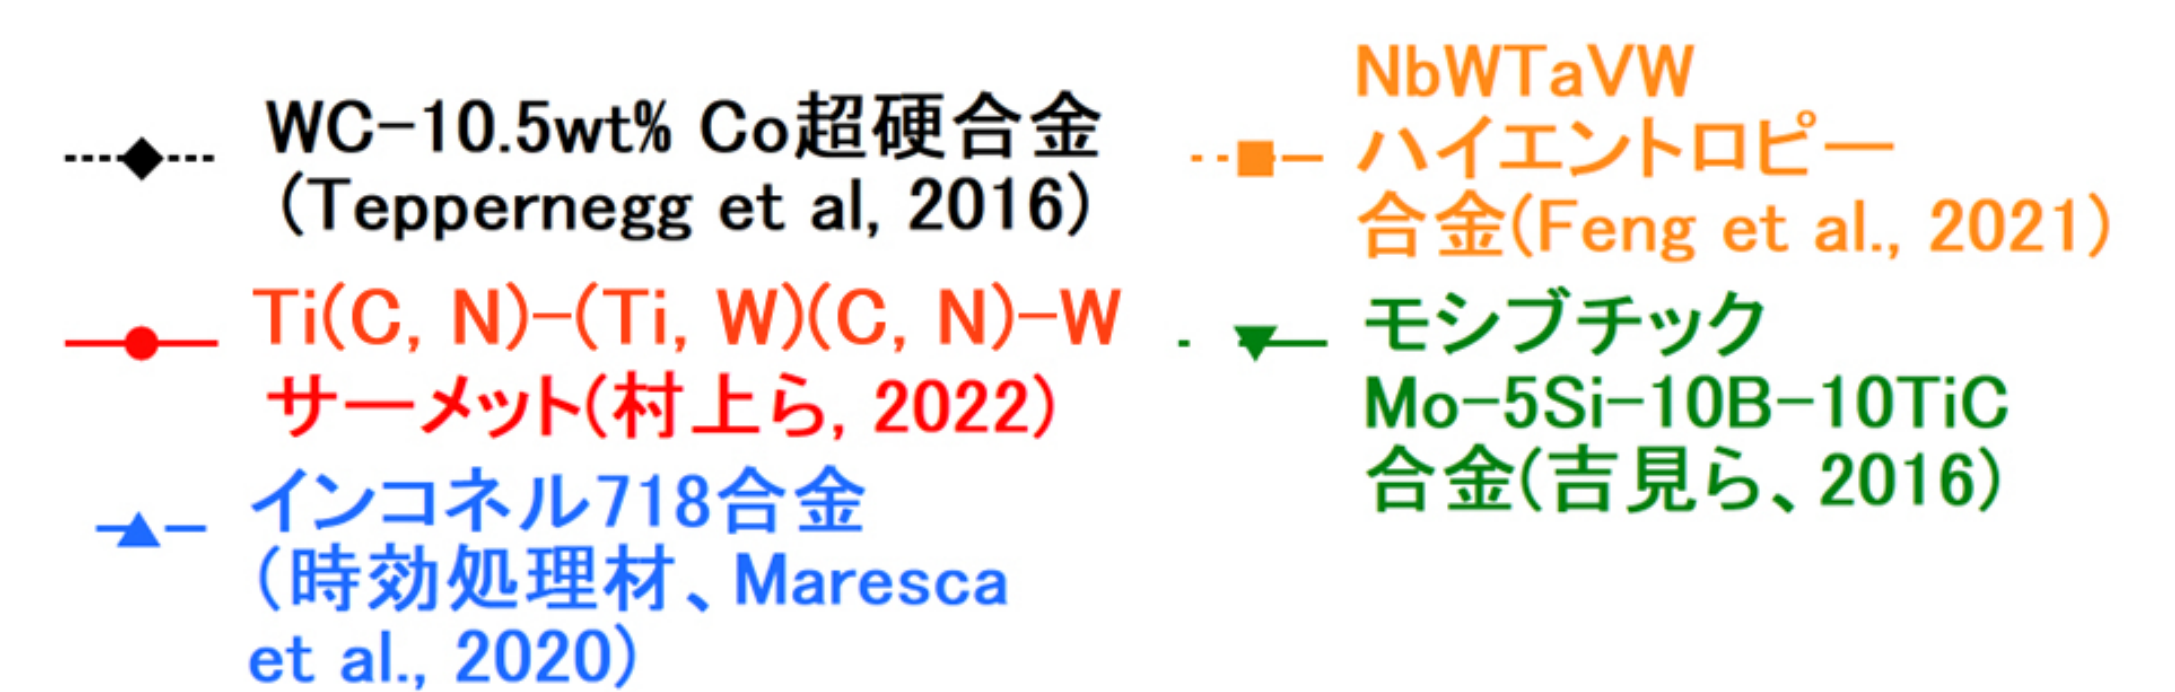 WC-10.5wt% Co超硬合金
(Teppernegg et al, 2016)
Ti(C, N)-(Ti, W)(C, N)-W
サーメット(村上ら, 2022)
インコネル718合金
(時効処理材、Maresca
et al., 2020)
NbWTaVW
ハイエントロピー
合金(Feng et al., 2021)
モシブチック
Mo-5Si-10B-10TiC
合金(吉見ら、2016)